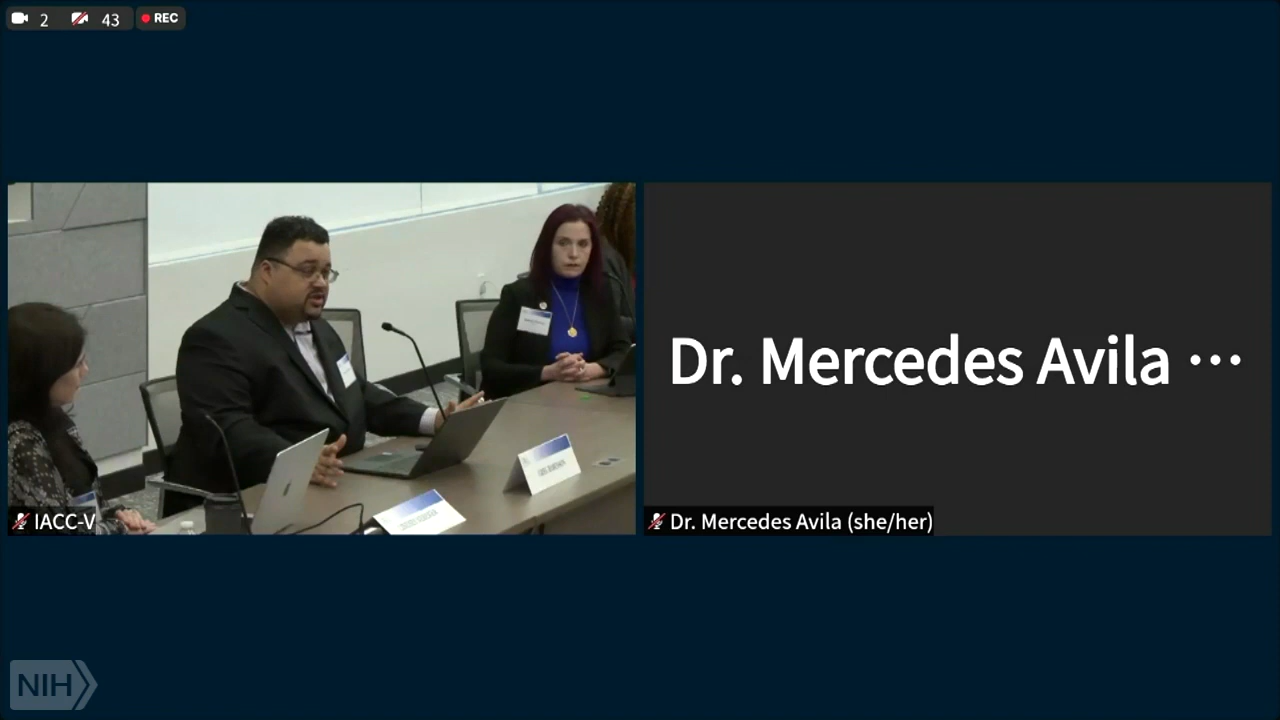 2 43 REC
Dr. Mercedes Avila ···
IACC-V
Dr. Mercedes Avila (she/her)
NIH